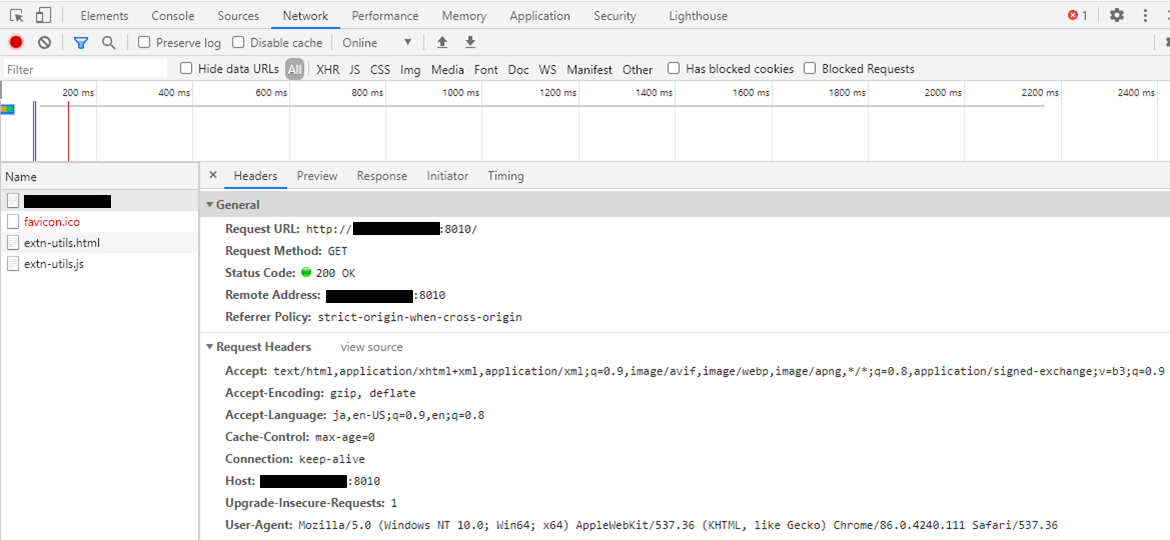 Elements Console Sources Network Performance Memory Application Security Lighthouse 1
Preserve log Disable cache Online
Filter Hide data URLs All XHR JS CSS Img Media Font Doc WS Manifest Other Has blocked cookies Blocked Requests
200 ms 400 ms 600 ms 800 ms 1000 ms 1200 ms 1400 ms 1600 ms 1800 ms 2000 ms 2200 ms 2400 ms
Name
favicon.ico
extn-utils.html
extn-utils.js
× Headers Preview Response Initiator Timing
General
Request URL: http:// :8010/
Request Method: GET
Status Code: 200 OK
Remote Address: :8010
Referrer Policy: strict-origin-when-cross-origin
Request Headers view source
Accept: text/html,application/xhtml+xml,application/xml;q=0.9,image/avif,image/webp,image/apng,*/*;q=0.8,application/signed-exchange;v=b3;q=0.9
Accept-Encoding: gzip, deflate
Accept-Language: ja,en-US;q=0.9,en;q=0.8
Cache-Control: max-age=0
Connection: keep-alive
Host: :8010
Upgrade-Insecure-Requests: 1
User-Agent: Mozilla/5.0 (Windows NT 10.0; Win64; x64) AppleWebKit/537.36 (KHTML, like Gecko) Chrome/86.0.4240.111 Safari/537.36